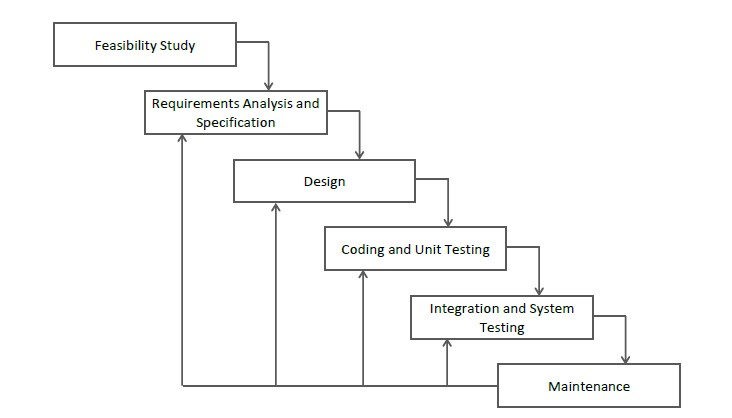 Feasibility Study
Requirements Analysis and
Specification
Design
Coding and Unit Testing
Integration and System
Testing
Maintenance